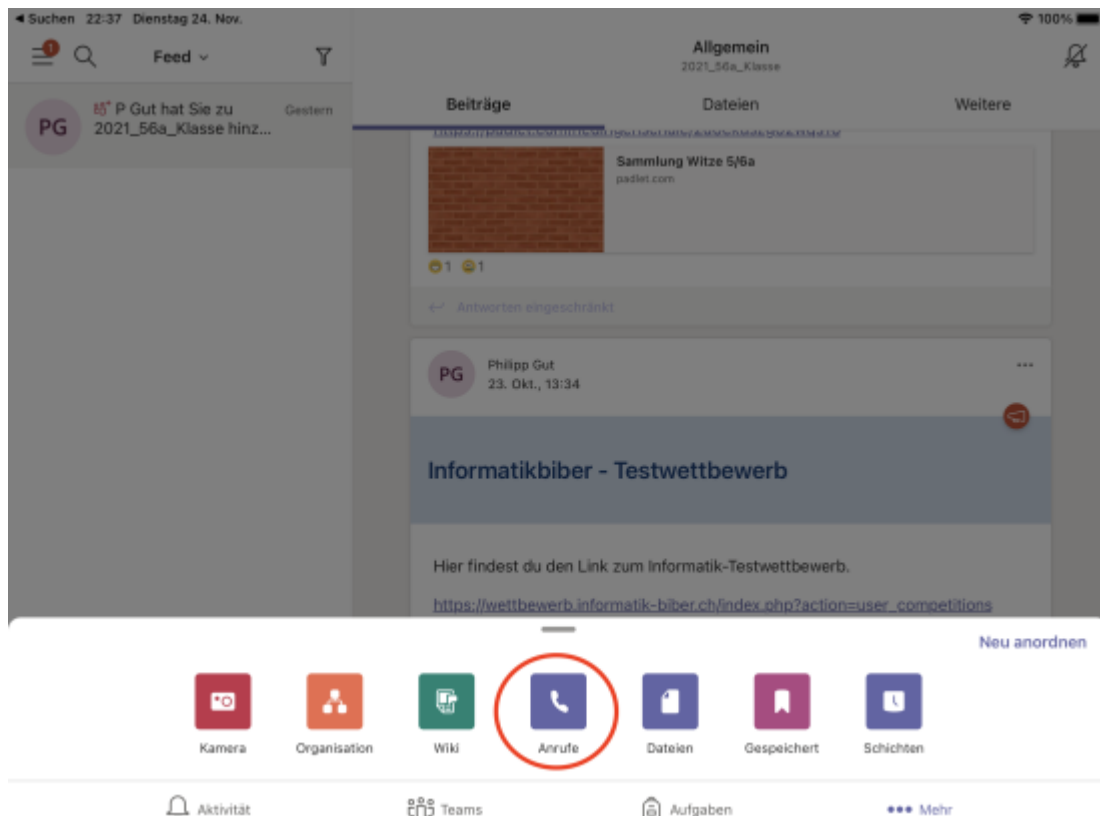 Suchen 22:37 Dienstag 24. Nov.
100%
1
Feed
Allgemein
2021_56a_Klasse
PG
P Gut hat Sie zu
Gestern
2021_56a_Klasse hinz...
Beiträge
Dateien
Weitere
Sammlung Witze 5/6a
padlet.com
1 1
Antworten eingeschränkt
PG
Philipp Gut
23. Okt., 13:34
Informatikbiber - Testwettbewerb
Hier findest du den Link zum Informatik-Testwettbewerb.
https://wettbewerb.informatik-biber.ch/index.php?action=user_competitions
Neu anordnen
Kamera
Organisation
Wiki
Anrufe
Dateien
Gespeichert
Schichten
Aktivität
Teams
Aufgaben
Mehr